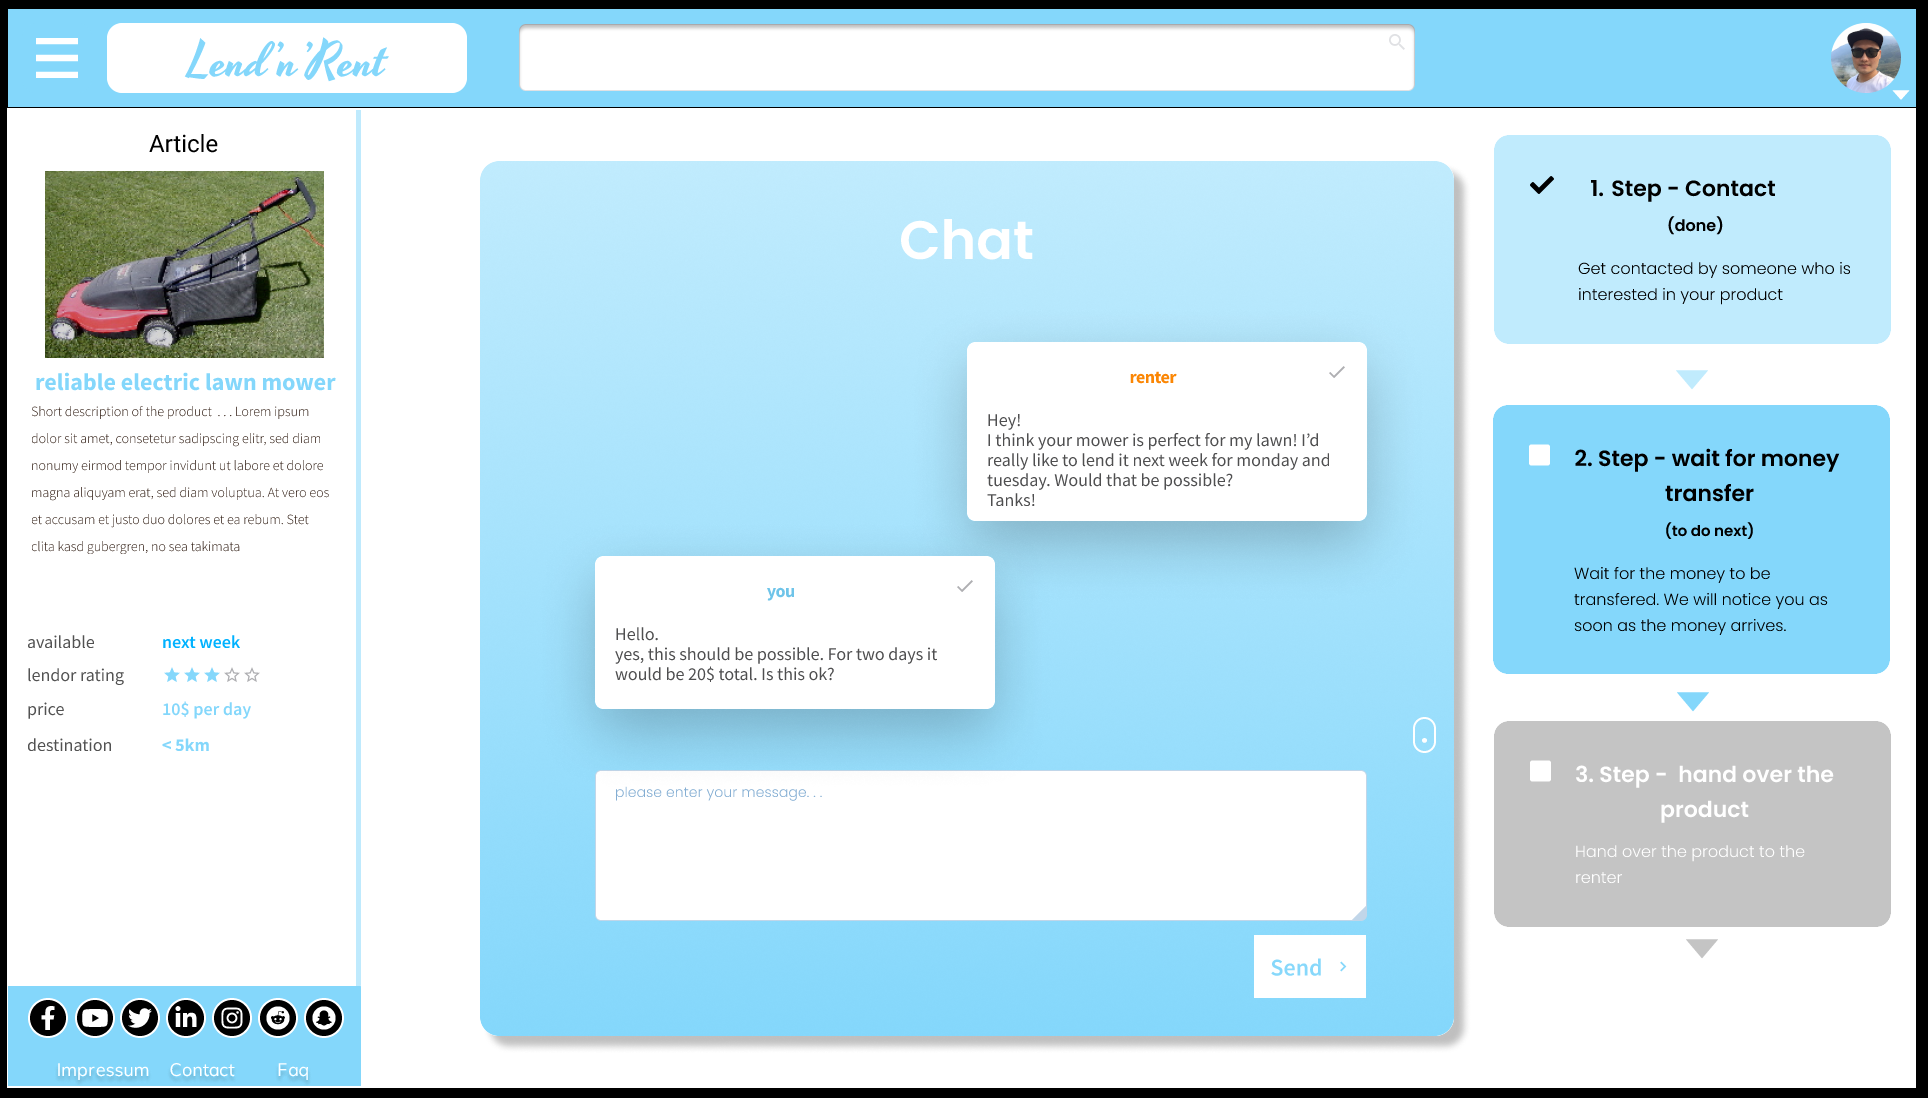 Lend'n'Rent
Article
reliable electric lawn mower
Short description of the product . . . Lorem ipsum
dolor sit amet, consetetur sadipscing elitr, sed diam
nonumy eirmod tempor invidunt ut labore et dolore
magna aliquyam erat, sed diam voluptua. At vero eos
et accusam et justo duo dolores et ea rebum. Stet
clita kasd gubergren, no sea takimata
available next week
lendor rating
price 10$ per day
destination < 5km
Impressum Contact Faq
Chat
renter
Hey!
I think your mower is perfect for my lawn! I'd
really like to lend it next week for monday and
tuesday. Would that be possible?
Tanks!
you
Hello.
yes, this should be possible. For two days it
would be 20$ total. Is this ok?
please enter your message. . .
Send
1. Step - Contact
(done)
Get contacted by someone who is
interested in your product
2. Step - wait for money
transfer
(to do next)
Wait for the money to be
transfered. We will notice you as
soon as the money arrives.
3. Step - hand over the
product
Hand over the product to the
renter